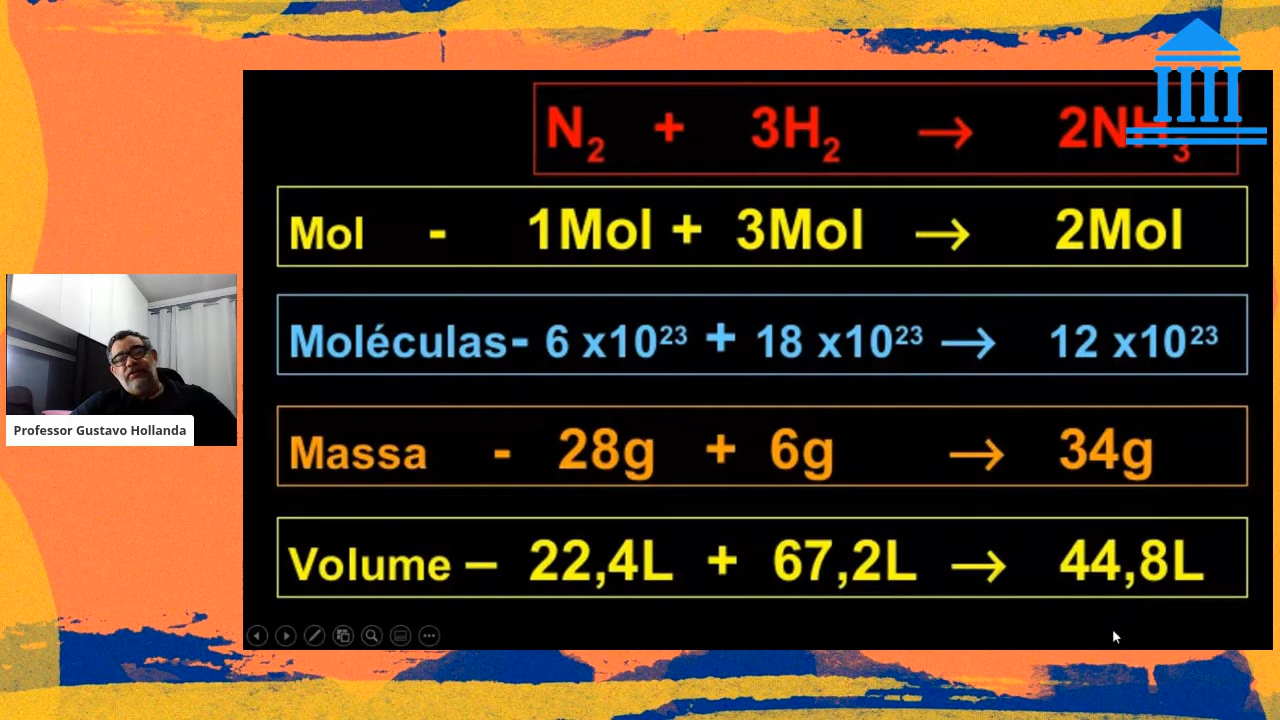 N₂ + 3H₂ → 2NH₃
Mol - 1Mol + 3Mol → 2Mol
Moléculas- 6 x10²³ + 18 x10²³ → 12 x10²³
Massa - 28g + 6g → 34g
Volume – 22,4L + 67,2L → 44,8L
Professor Gustavo Hollanda